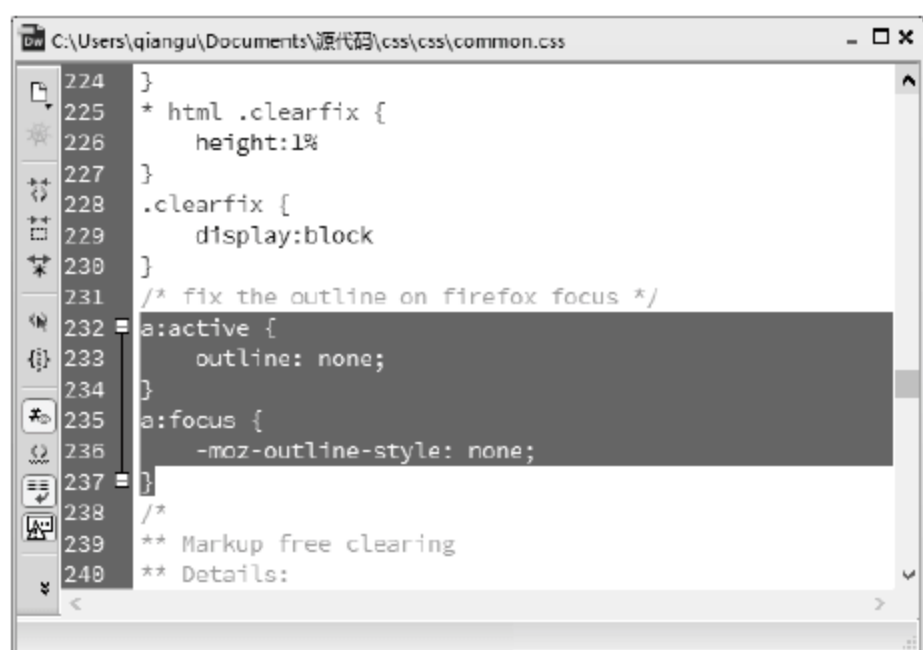 Dw C:\Users\qiangu\Documents\源代码\css\css\common.css
224 }
225 * html .clearfix {
226     height:1%
227 }
228 .clearfix {
229     display:block
230 }
231 /* fix the outline on firefox focus */
232 a:active {
233     outline: none;
234 }
235 a:focus {
236     -moz-outline-style: none;
237 }
238 /*
239 ** Markup free clearing
240 ** Details: